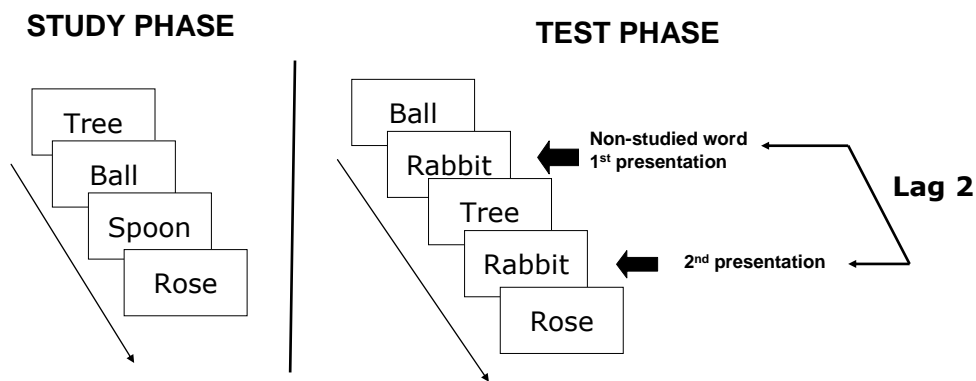 STUDY PHASE
Tree
Ball
Spoon
Rose
TEST PHASE
Ball
Rabbit
Tree
Rabbit
Rose
Non-studied word
1st presentation
2nd presentation
Lag 2